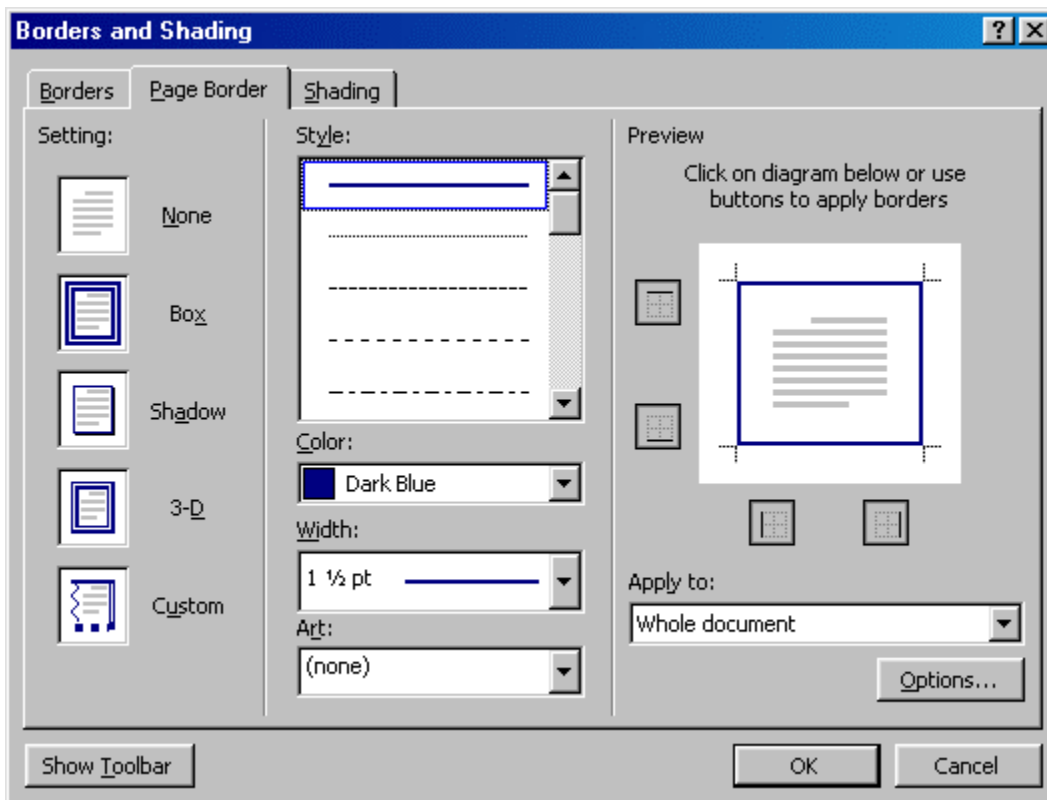 Borders and Shading
Borders
Page Border
Shading
Setting:
None
Box
Shadow
3-D
Custom
Style:
Color:
Dark Blue
Width:
1 ½ pt
Art:
(none)
Preview
Click on diagram below or use
buttons to apply borders
Apply to:
Whole document
Options...
Show Toolbar
OK
Cancel